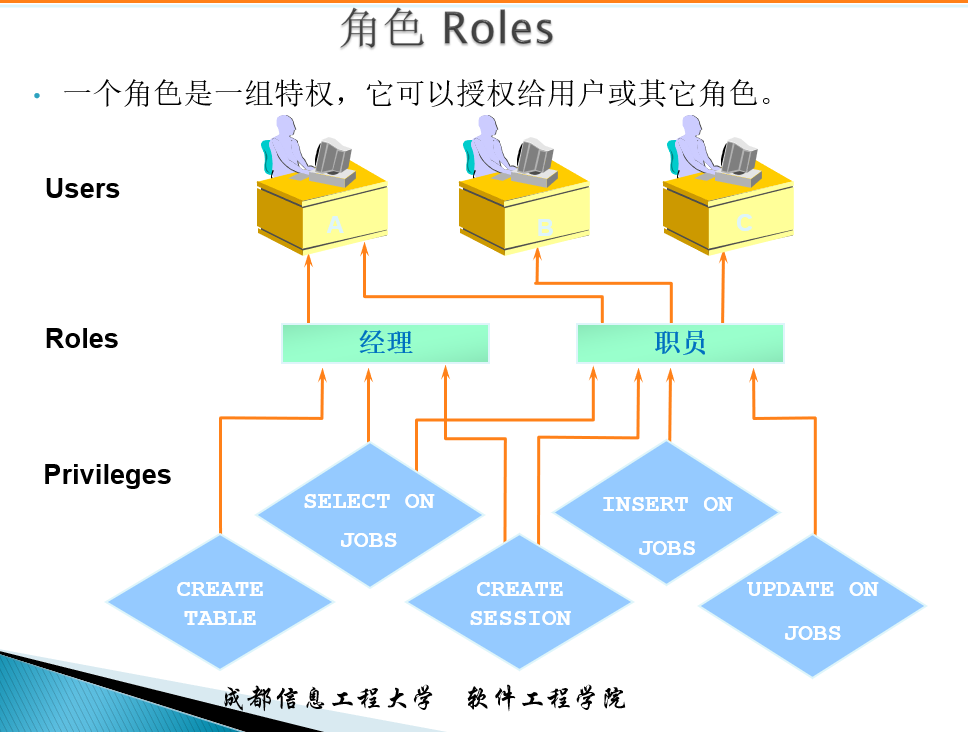 角色 Roles
• 一个角色是一组特权，它可以授权给用户或其它角色。
Users
A
B
C
Roles
经理
职员
Privileges
SELECT ON
JOBS
INSERT ON
JOBS
CREATE
TABLE
CREATE
SESSION
UPDATE ON
JOBS
成都信息工程大学 软件工程学院